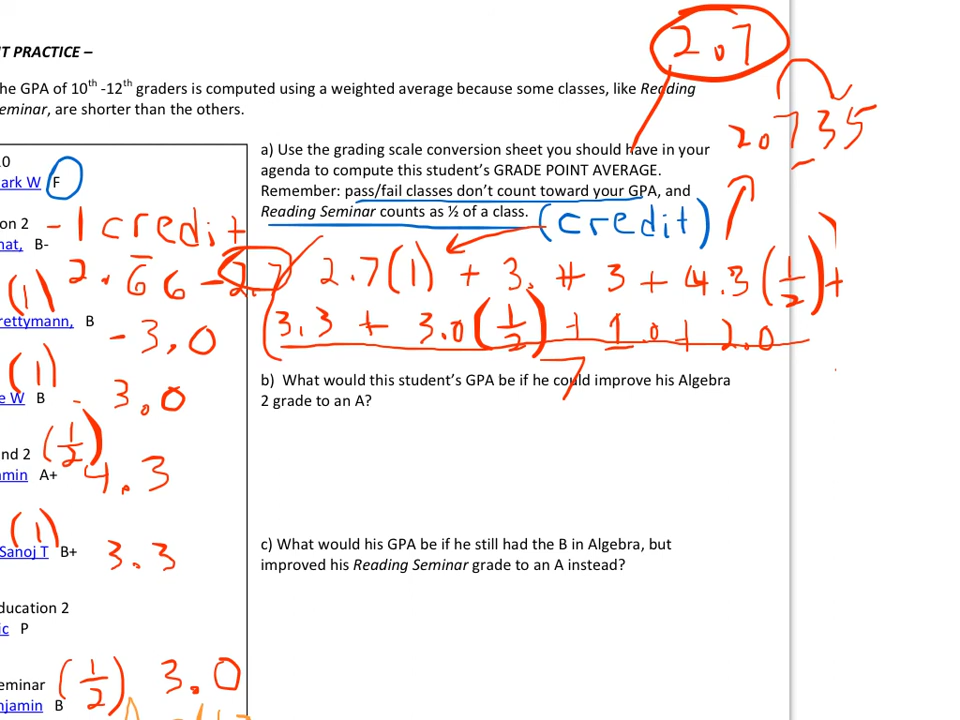 2.7
T PRACTICE –
he GPA of 10th -12th graders is computed using a weighted average because some classes, like Reading
eminar, are shorter than the others.
2.735
.0
ark W F
on 2
nat, B-
- 1 credit
2.66 - 2.7
(1)
rettymann, B
- 3.0
(1)
e W B
- 3.0
nd 2 (1/2)
amin A+ 4.3
(1)
Sanoj T B+ 3.3
ducation 2
ic P
eminar (1/2) 3.0
njamin B
a) Use the grading scale conversion sheet you should have in your
agenda to compute this student's GRADE POINT AVERAGE.
Remember: pass/fail classes don't count toward your GPA, and
Reading Seminar counts as ½ of a class. (credit)
2.7(1) + 3. + 3 + 4.3(1/2) +
(3.3 + 3.0(1/2) + 1.0 + 2.0
7
b) What would this student's GPA be if he could improve his Algebra
2 grade to an A?
c) What would his GPA be if he still had the B in Algebra, but
improved his Reading Seminar grade to an A instead?